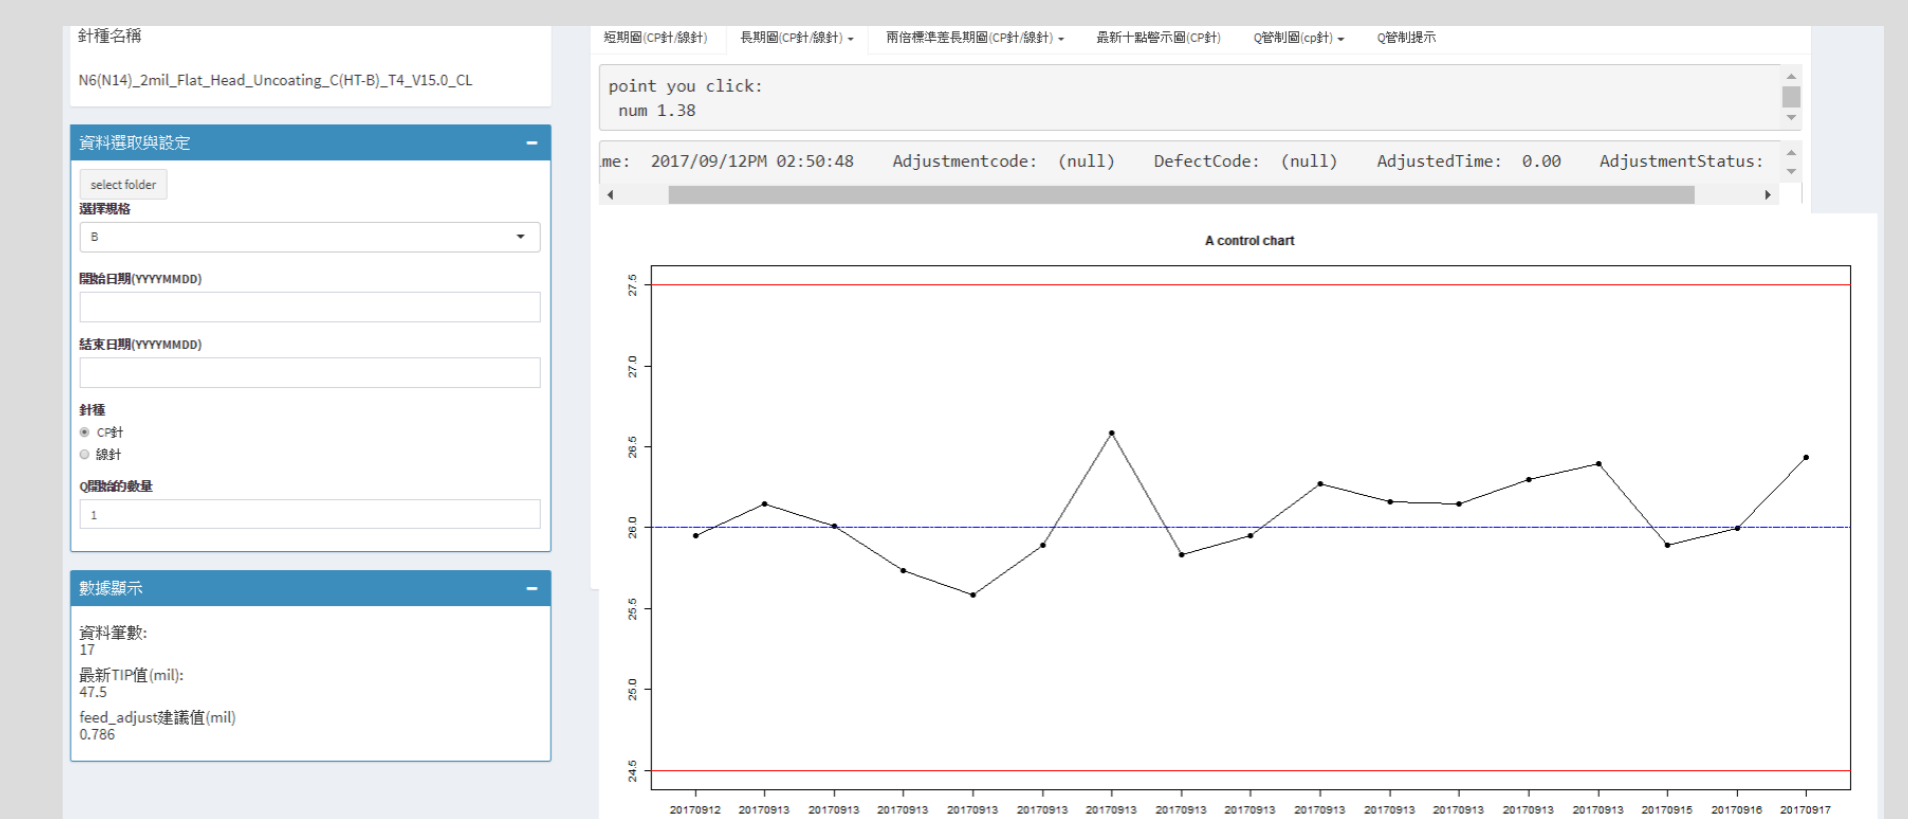 針種名稱
N6(N14)_2mil_Flat_Head_Uncoating_C(HT-B)_T4_V15.0_CL
資料選取與設定
select folder
選擇規格
B
開始日期(YYYYMMDD)
結束日期(YYYYMMDD)
針種
CP針
線針
Q開始的數量
1
數據顯示
資料筆數:
17
最新TIP值(mil):
47.5
feed_adjust建議值(mil)
0.786
短期圖(CP針/線針) 長期圖(CP針/線針) 兩倍標準差長期圖(CP針/線針) 最新十點警示圖(CP針) Q管制圖(cp針) Q管制提示
point you click:
num 1.38
me: 2017/09/12PM 02:50:48 Adjustmentcode: (null) DefectCode: (null) AdjustedTime: 0.00 AdjustmentStatus:
A control chart
27.5
27.0
26.5
26.0
25.5
25.0
24.5
20170912 20170913 20170913 20170913 20170913 20170913 20170913 20170913 20170913 20170913 20170913 20170913 20170913 20170913 20170915 20170916 20170917